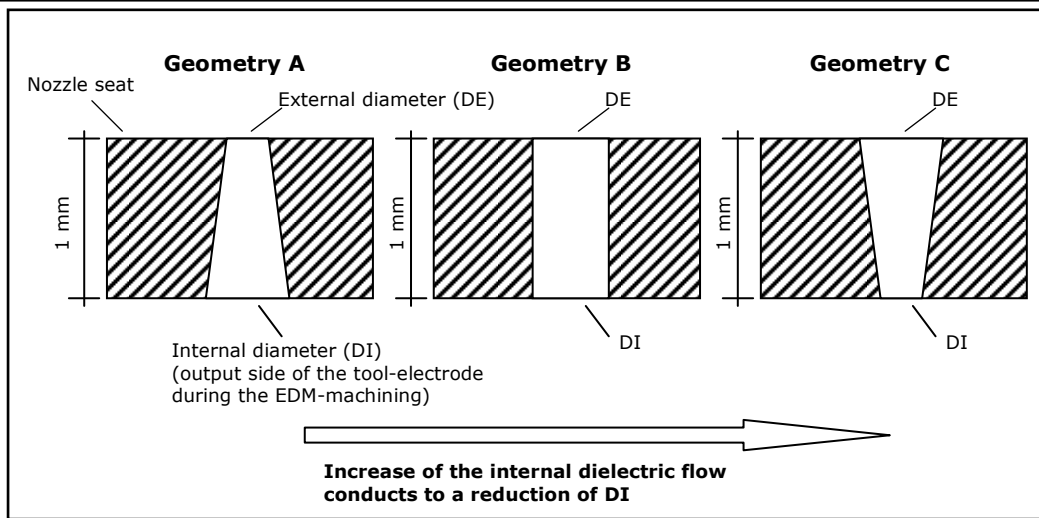 Geometry A
Geometry B
Geometry C
Nozzle seat
External diameter (DE)
DE
DE
1 mm
1 mm
1 mm
Internal diameter (DI)
(output side of the tool-electrode
during the EDM-machining)
DI
DI
Increase of the internal dielectric flow
conducts to a reduction of DI